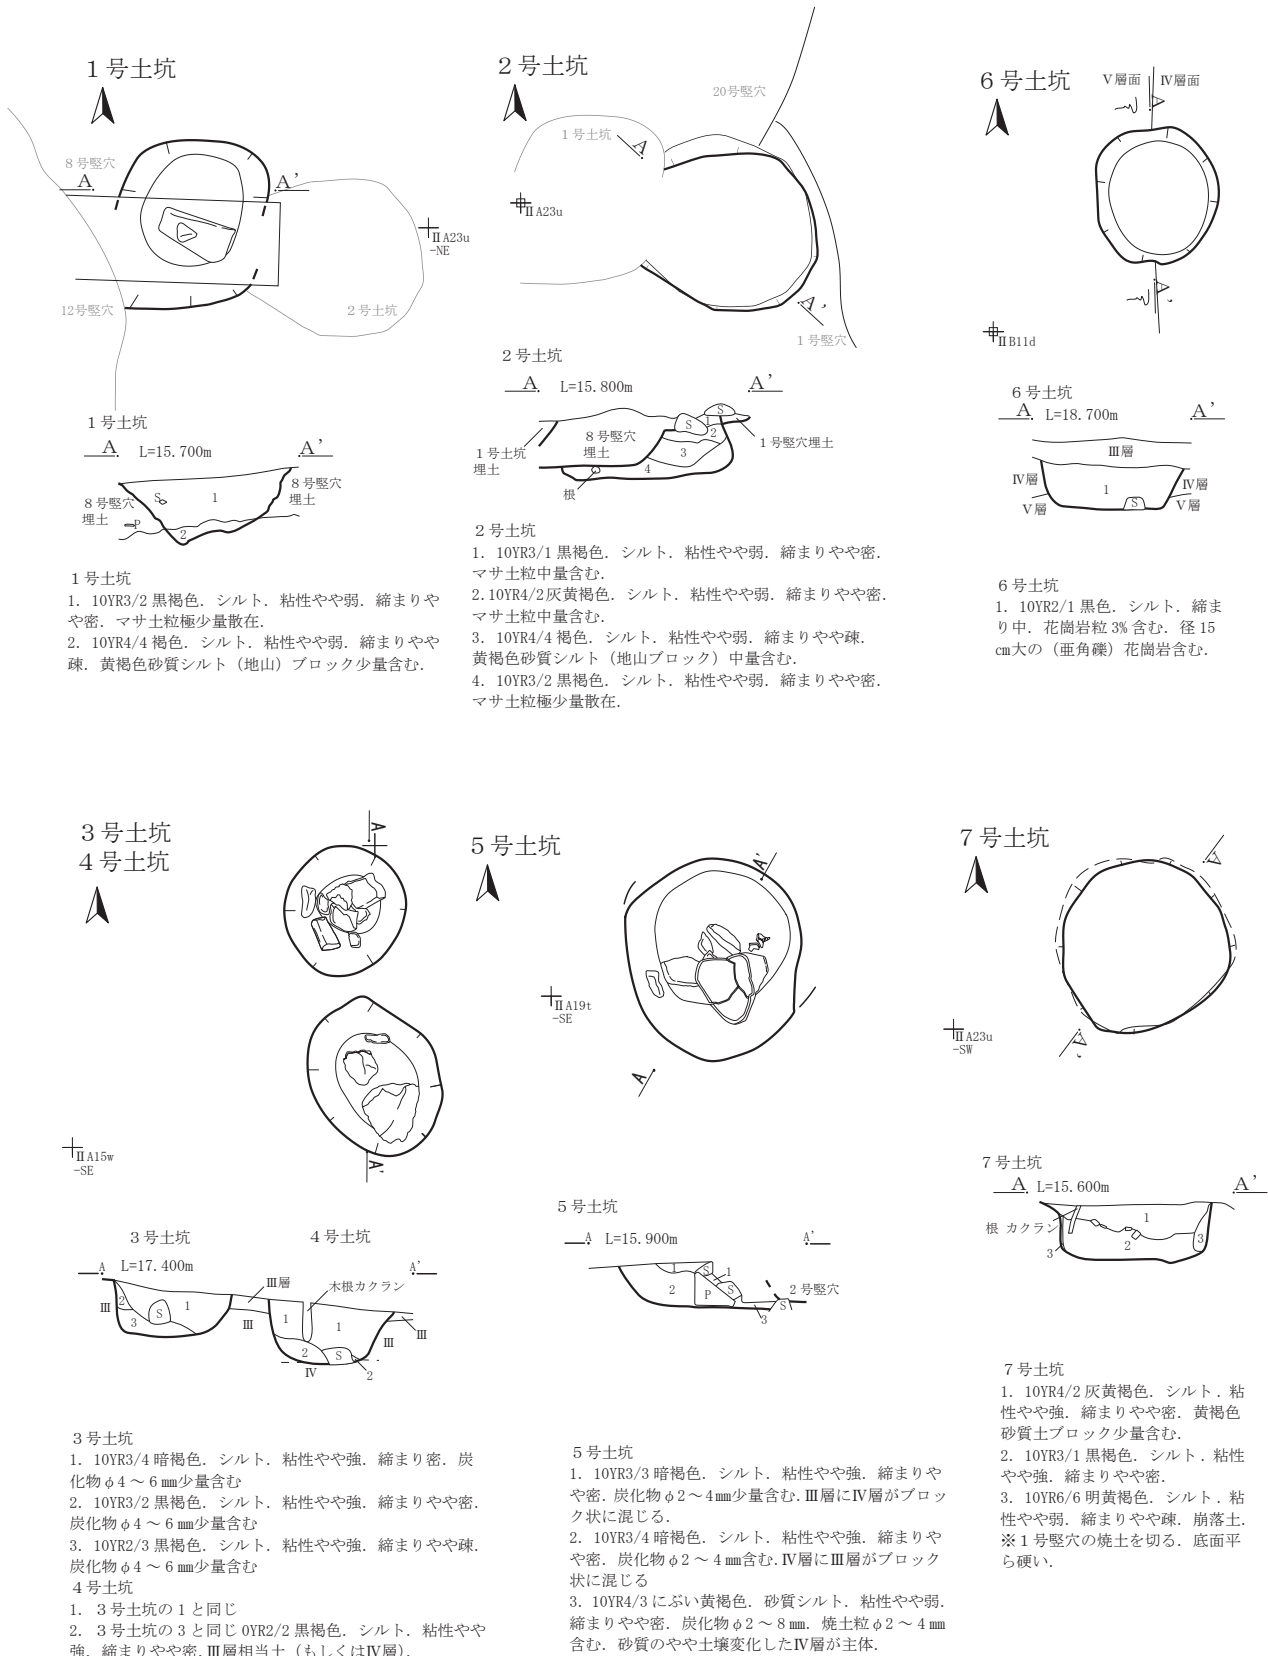 １号土坑
８号竪穴
A
A’
ⅡA23u
-NE
12号竪穴
２号土坑
１号土坑
A
L=15.700m
A’
８号竪穴
埋土
S
1
８号竪穴
埋土
P
2
１号土坑
1. 10YR3/2 黒褐色. シルト. 粘性やや弱. 締まりや
や密. マサ土粒極少量散在.
2. 10YR4/4 褐色. シルト. 粘性やや弱. 締まりやや
疎. 黄褐色砂質シルト（地山）ブロック少量含む.
２号土坑
20号竪穴
１号土坑
A
ⅡA23u
A’
１号竪穴
２号土坑
A
L=15.800m
A’
S
S
1
2
８号竪穴
埋土
3
4
１号竪穴埋土
１号土坑
埋土
根
２号土坑
1. 10YR3/1 黒褐色. シルト. 粘性やや弱. 締まりやや密.
マサ土粒中量含む.
2.10YR4/2 灰黄褐色. シルト. 粘性やや弱. 締まりやや密.
マサ土粒中量含む.
3. 10YR4/4 褐色. シルト. 粘性やや弱. 締まりやや疎.
黄褐色砂質シルト（地山ブロック）中量含む.
4. 10YR3/2 黒褐色. シルト. 粘性やや弱. 締まりやや密.
マサ土粒極少量散在.
６号土坑
Ⅴ層面
Ⅳ層面
A
A’
ⅡB11d
６号土坑
A
L=18.700m
A’
Ⅲ層
Ⅳ層
1
Ⅳ層
Ⅴ層
S
Ⅴ層
６号土坑
1. 10YR2/1 黒色. シルト. 締ま
り中. 花崗岩粒 3% 含む. 径 15
㎝大の（亜角礫）花崗岩含む.
３号土坑
４号土坑
A
A’
ⅡA15w
-SE
３号土坑
４号土坑
A
L=17.400m
Ⅲ層
木根カクラン
A’
Ⅲ
2
3
S
1
Ⅲ
1
1
Ⅲ
Ⅲ
2
S
Ⅳ
2
３号土坑
1. 10YR3/4 暗褐色. シルト. 粘性やや強. 締まり密. 炭
化物φ4 ～ 6 ㎜少量含む
2. 10YR3/2 黒褐色. シルト. 粘性やや強. 締まりやや密.
炭化物φ4 ～ 6 ㎜少量含む
3. 10YR2/3 黒褐色. シルト. 粘性やや強. 締まりやや疎.
炭化物φ4 ～ 6 ㎜少量含む
４号土坑
1. ３号土坑の 1 と同じ
2. ３号土坑の 3 と同じ 0YR2/2 黒褐色. シルト. 粘性やや
強. 締まりやや密. Ⅲ層相当土（もしくはⅣ層）.
５号土坑
A’
ⅡA19t
-SE
A
５号土坑
A
L=15.900m
A’
1
S
1
2
P
S
２号竪穴
S
3
５号土坑
1. 10YR3/3 暗褐色. シルト. 粘性やや強. 締まりや
や密. 炭化物φ2～4㎜少量含む. Ⅲ層にⅣ層がブロッ
ク状に混じる.
2. 10YR3/4 暗褐色. シルト. 粘性やや強. 締まりや
や密. 炭化物φ2 ～ 4 ㎜含む. Ⅳ層にⅢ層がブロック
状に混じる
3. 10YR4/3 にぶい黄褐色. 砂質シルト. 粘性やや弱.
締まりやや密. 炭化物φ2 ～ 8 ㎜. 焼土粒φ2 ～ 4 ㎜
含む. 砂質のやや土壌変化したⅣ層が主体.
７号土坑
A
ⅡA23u
-SW
A’
７号土坑
A
L=15.600m
A’
根 カクラン
1
2
3
3
７号土坑
1. 10YR4/2 灰黄褐色. シルト. 粘
性やや強. 締まりやや密. 黄褐色
砂質土ブロック少量含む.
2. 10YR3/1 黒褐色. シルト. 粘性
やや強. 締まりやや密.
3. 10YR6/6 明黄褐色. シルト. 粘
性やや弱. 締まりやや疎. 崩落土.
※１号竪穴の焼土を切る. 底面平
ら硬い.